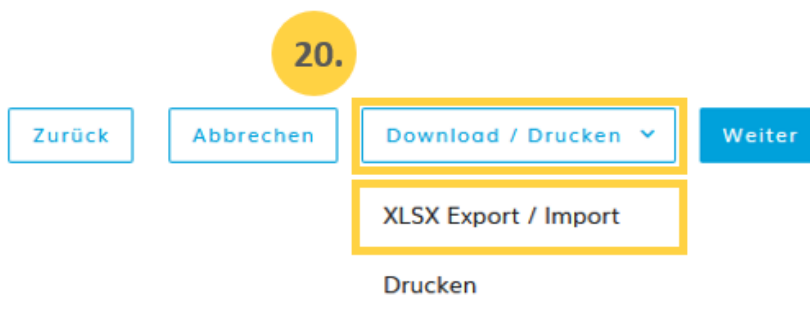 20.
Zurück Abbrechen Download / Drucken Weiter
XLSX Export / Import
Drucken